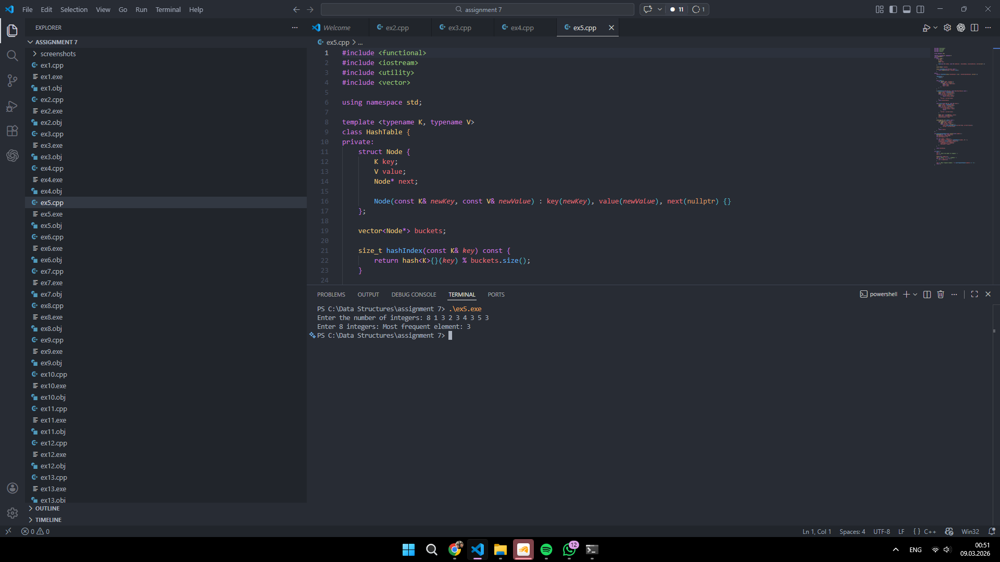 File Edit Selection View Go Run Terminal Help
assignment 7
11
1
EXPLORER
ASSIGNMENT 7
screenshots
ex1.cpp
ex1.exe
ex1.obj
ex2.cpp
ex2.exe
ex2.obj
ex3.cpp
ex3.exe
ex3.obj
ex4.cpp
ex4.exe
ex4.obj
ex5.cpp
ex5.exe
ex5.obj
ex6.cpp
ex6.exe
ex6.obj
ex7.cpp
ex7.exe
ex7.obj
ex8.cpp
ex8.exe
ex8.obj
ex9.cpp
ex9.exe
ex9.obj
ex10.cpp
ex10.exe
ex10.obj
ex11.cpp
ex11.exe
ex11.obj
ex12.cpp
ex12.exe
ex12.obj
ex13.cpp
ex13.exe
ex13.obj
OUTLINE
TIMELINE
Welcome ex2.cpp ex3.cpp ex4.cpp ex5.cpp
ex5.cpp > ...
1 #include <functional>
2 #include <iostream>
3 #include <utility>
4 #include <vector>
5
6 using namespace std;
7
8 template <typename K, typename V>
9 class HashTable {
10 private:
11 struct Node {
12 K key;
13 V value;
14 Node* next;
15
16 Node(const K& newKey, const V& newValue) : key(newKey), value(newValue), next(nullptr) {}
17 };
18
19 vector<Node*> buckets;
20
21 size_t hashIndex(const K& key) const {
22 return hash<K>{}(key) % buckets.size();
23 }
24
PROBLEMS OUTPUT DEBUG CONSOLE TERMINAL PORTS
powershell
PS C:\Data Structures\assignment 7> .\ex5.exe
Enter the number of integers: 8 1 3 2 3 4 3 5 3
Enter 8 integers: Most frequent element: 3
PS C:\Data Structures\assignment 7>
0 0
Ln 1, Col 1 Spaces: 4 UTF-8 LF {} C++ Win32
12
ENG
00:51
09.03.2026